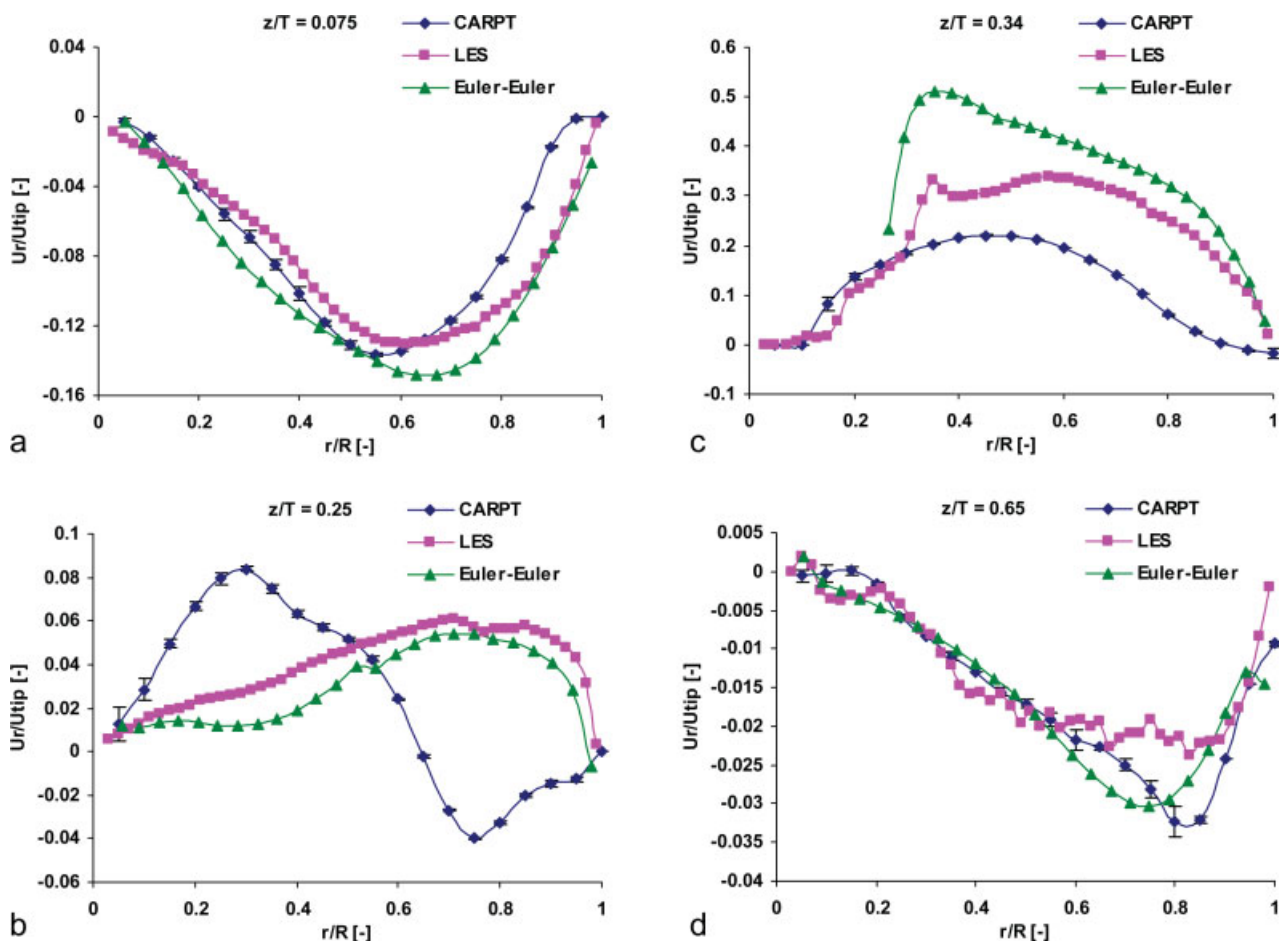 z/T = 0.075
CARPT
LES
Euler-Euler
0.04
0
-0.04
-0.08
-0.12
-0.16
0 0.2 0.4 0.6 0.8 1
r/R [-]
Ur/Utip [-]
a
z/T = 0.34
CARPT
LES
Euler-Euler
0.6
0.5
0.4
0.3
0.2
0.1
0
-0.1
0 0.2 0.4 0.6 0.8 1
r/R [-]
Ur/Utip [-]
c
z/T = 0.25
CARPT
LES
Euler-Euler
0.1
0.08
0.06
0.04
0.02
0
-0.02
-0.04
-0.06
0 0.2 0.4 0.6 0.8 1
r/R [-]
Ur/Utip [-]
b
z/T = 0.65
CARPT
LES
Euler-Euler
0.005
0
-0.005
-0.01
-0.015
-0.02
-0.025
-0.03
-0.035
-0.04
0 0.2 0.4 0.6 0.8 1
r/R [-]
Ur/Utip [-]
d